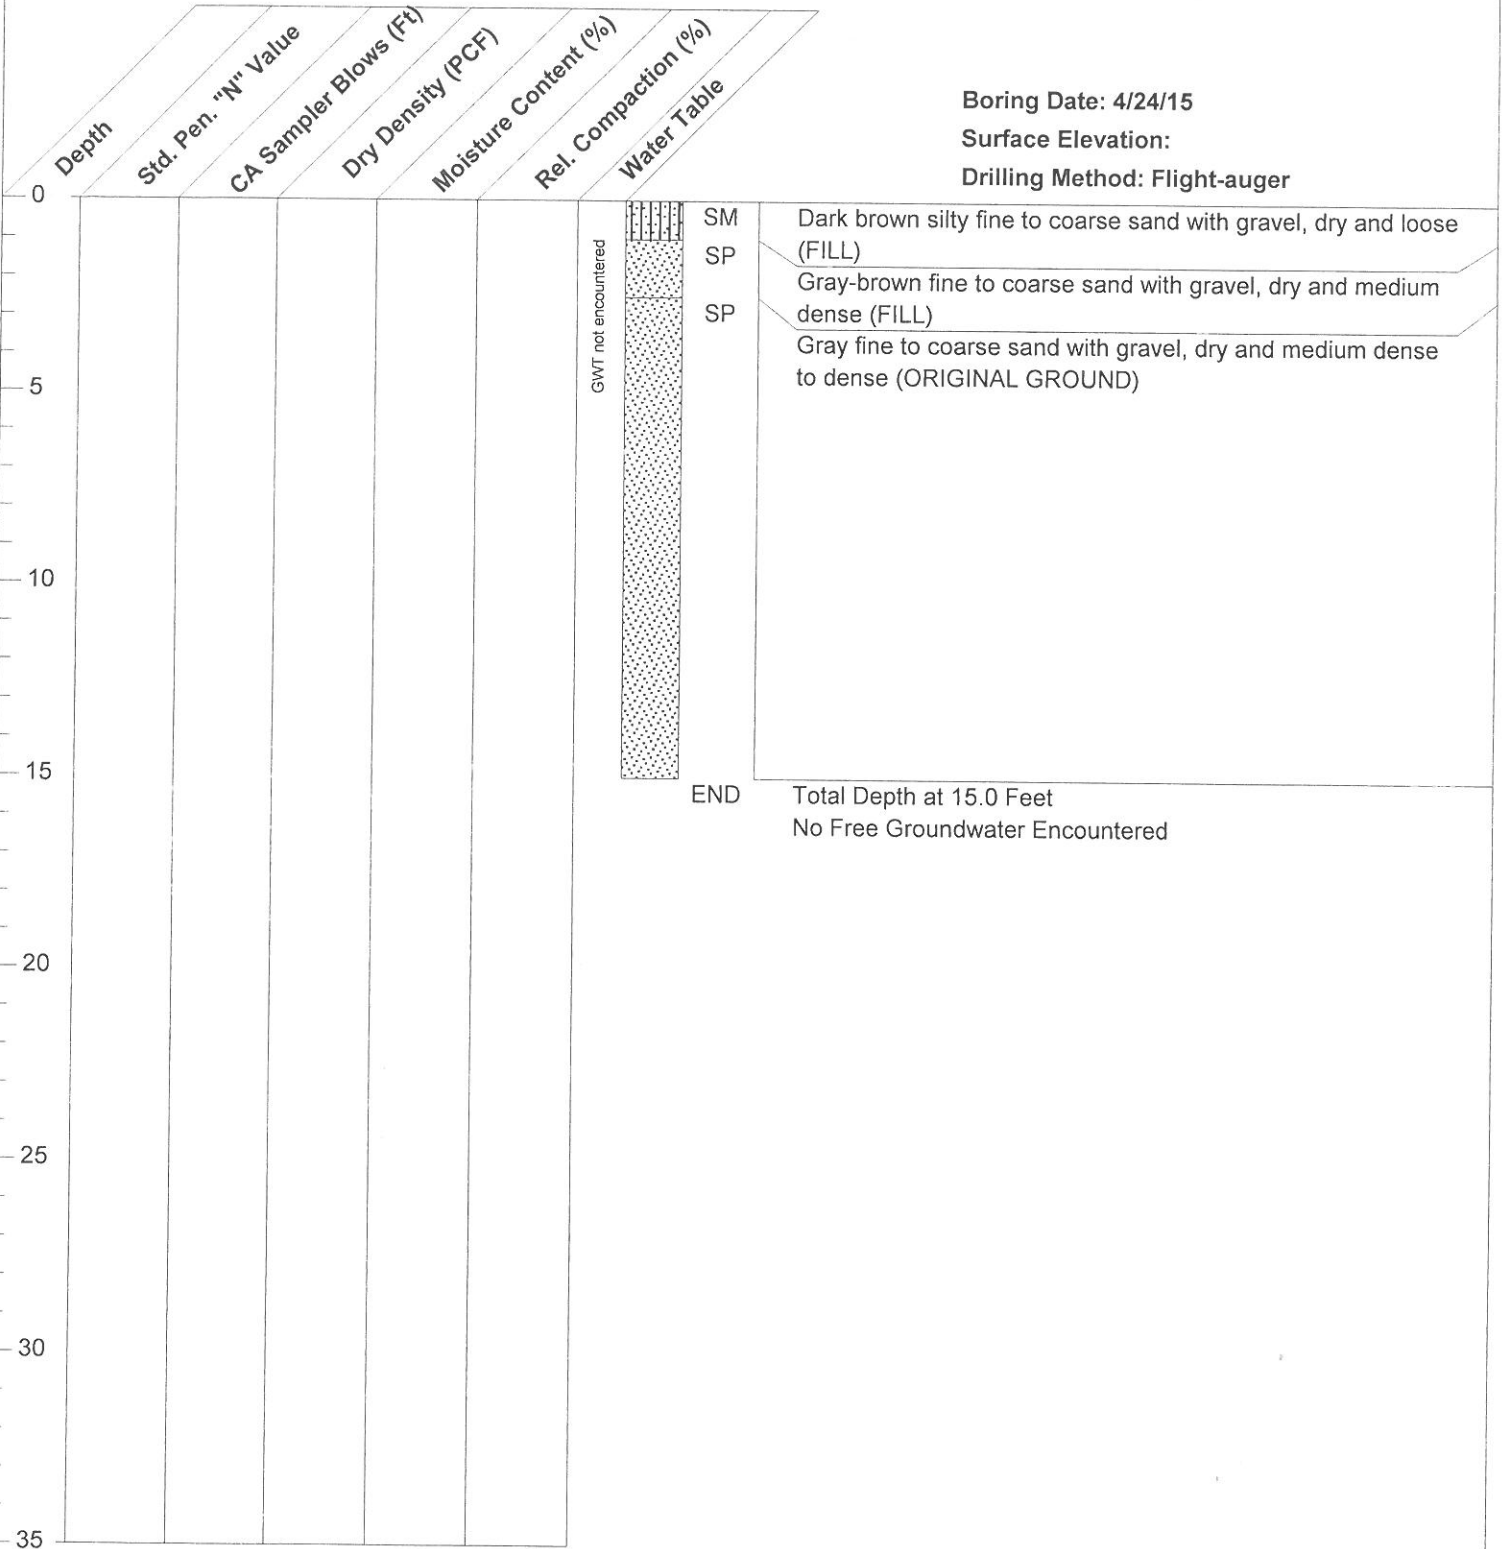 Depth
Std. Pen. "N" Value
CA Sampler Blows (Ft)
Dry Density (PCF)
Moisture Content (%)
Rel. Compaction (%)
Water Table
Boring Date: 4/24/15
Surface Elevation:
Drilling Method: Flight-auger
0
GWT not encountered
SM
Dark brown silty fine to coarse sand with gravel, dry and loose
(FILL)
SP
Gray-brown fine to coarse sand with gravel, dry and medium
dense (FILL)
SP
Gray fine to coarse sand with gravel, dry and medium dense
to dense (ORIGINAL GROUND)
5
10
15
END
Total Depth at 15.0 Feet
No Free Groundwater Encountered
20
25
30
35